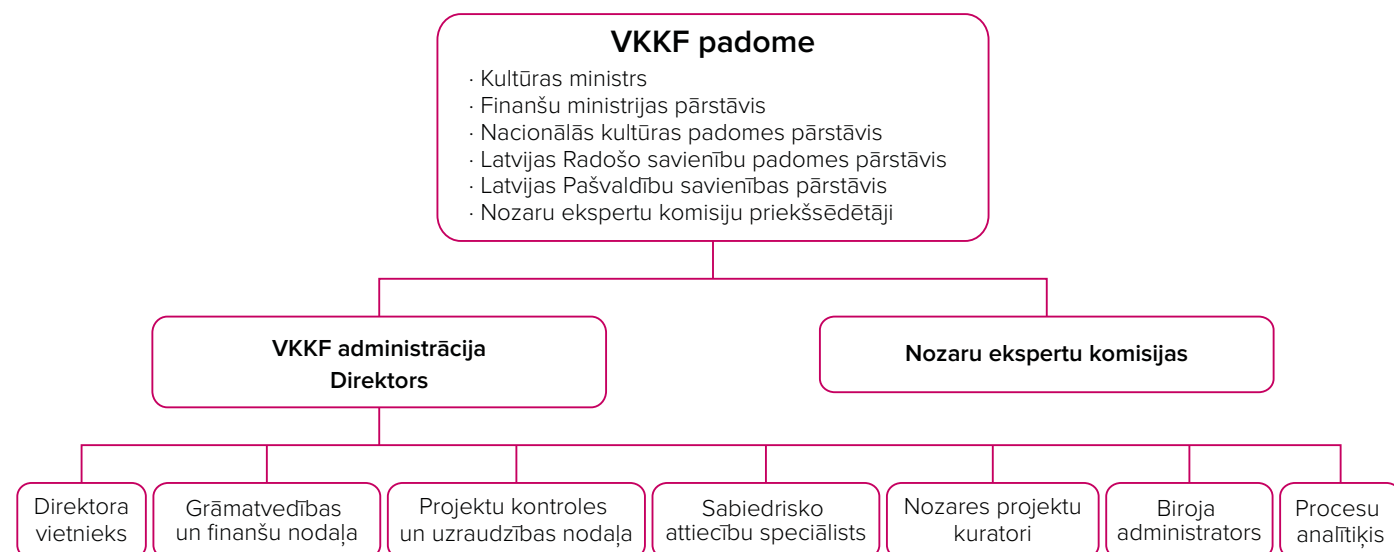 VKKF padome
· Kultūras ministrs
· Finanšu ministrijas pārstāvis
· Nacionālās kultūras padomes pārstāvis
· Latvijas Radošo savienību padomes pārstāvis
· Latvijas Pašvaldību savienības pārstāvis
· Nozaru ekspertu komisiju priekšsēdētāji
VKKF administrācija
Direktors
Nozaru ekspertu komisijas
Direktora
vietnieks
Grāmatvedības
un finanšu nodaļa
Projektu kontroles
un uzraudzības nodaļa
Sabiedrisko
attiecību speciālists
Nozares projektu
kuratori
Biroja
administrators
Procesu
analītiķis